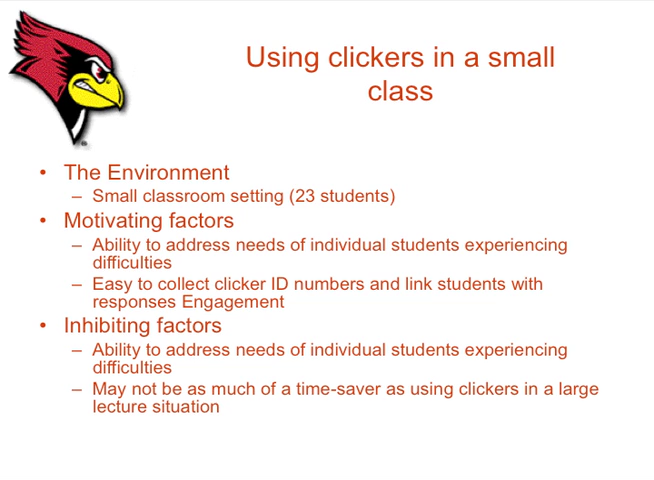 Using clickers in a small
class
• The Environment
– Small classroom setting (23 students)
• Motivating factors
– Ability to address needs of individual students experiencing
difficulties
– Easy to collect clicker ID numbers and link students with
responses Engagement
• Inhibiting factors
– Ability to address needs of individual students experiencing
difficulties
– May not be as much of a time-saver as using clickers in a large
lecture situation